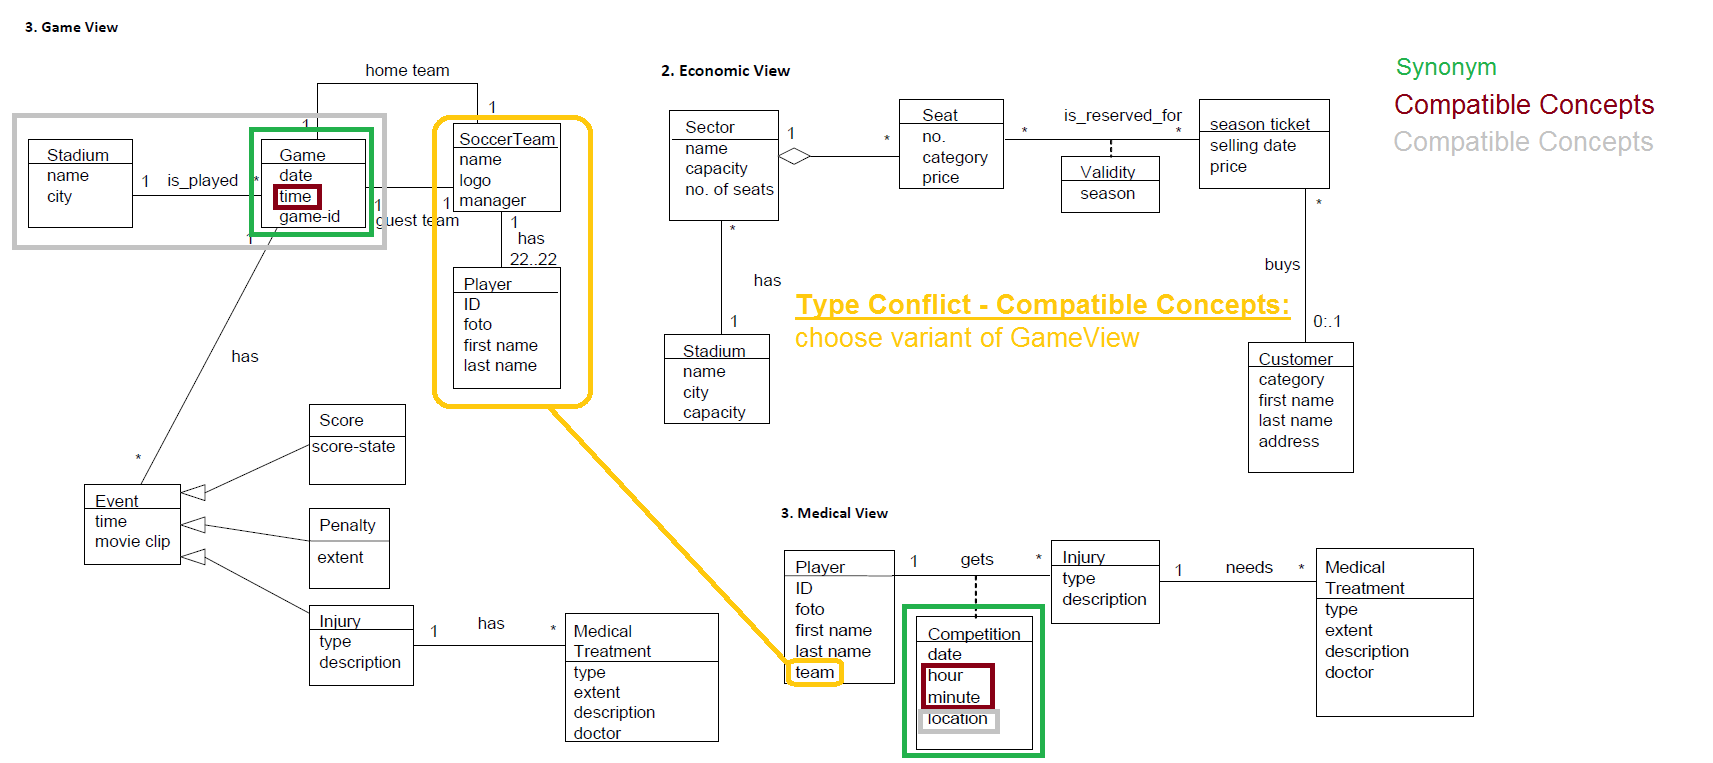 3. Game View
home team
1
1
Stadium
name
city
1
is_played
*
Game
date
time
game-id
1
1
guest team
1
SoccerTeam
name
logo
manager
1
has
22..22
Player
ID
foto
first name
last name
has
*
Event
time
movie clip
Score
score-state
Penalty
extent
Injury
type
description
1
has
*
Medical
Treatment
type
extent
description
doctor
2. Economic View
Sector
name
capacity
no. of seats
1
*
Seat
no.
category
price
*
is_reserved_for
*
Validity
season
season ticket
selling date
price
*
buys
0:.1
Customer
category
first name
last name
address
*
has
1
Stadium
name
city
capacity
Type Conflict - Compatible Concepts:
choose variant of GameView
Synonym
Compatible Concepts
Compatible Concepts
3. Medical View
Player
ID
foto
first name
last name
team
1
gets
*
Competition
date
hour
minute
location
Injury
type
description
1
needs
*
Medical
Treatment
type
extent
description
doctor